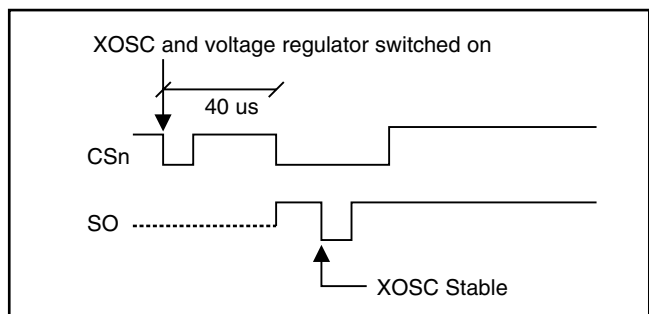 XOSC and voltage regulator switched on
40 us
CSn
SO
XOSC Stable